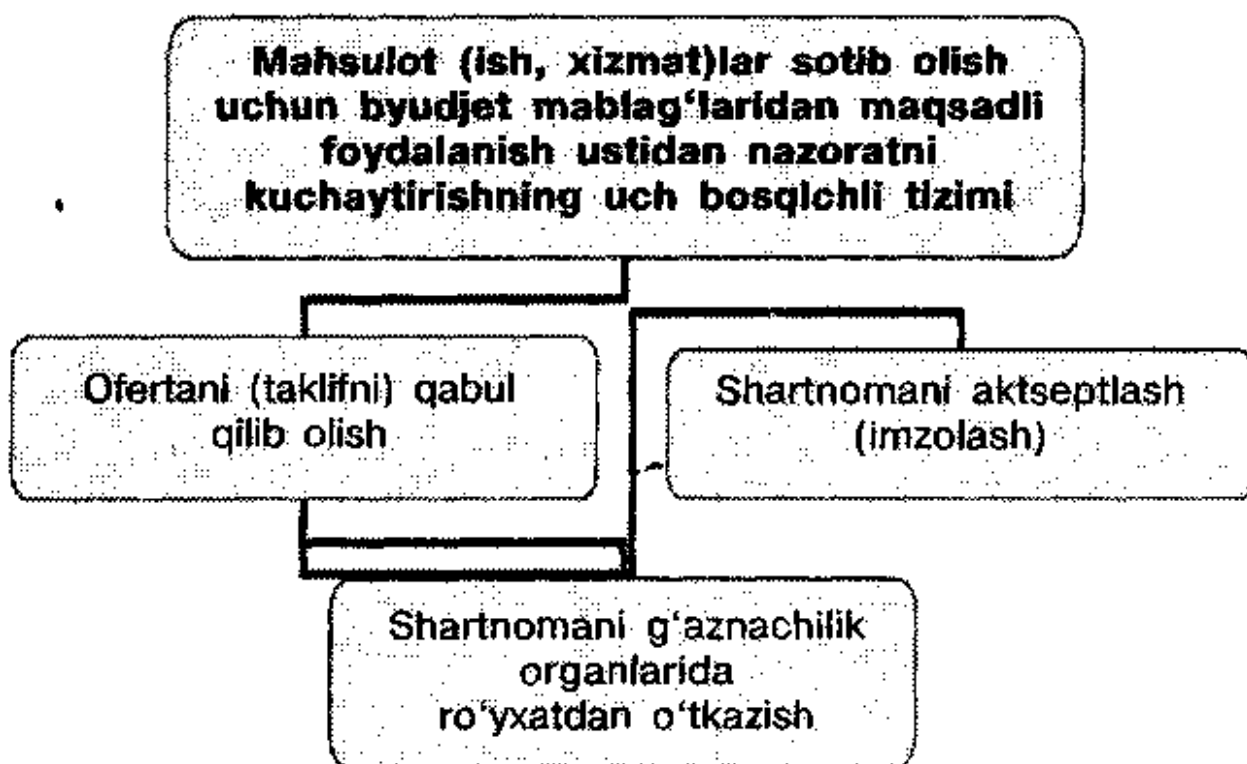 Mahsulot (ish, xizmat)lar sotib olish
uchun byudjet mablag‘laridan maqsadli
foydalanish ustidan nazoratni
kuchaytirishning uch bosqichli tizimi
Ofertani (taklifni) qabul
qilib olish
Shartnomani aktseptlash
(imzolash)
Shartnomani g‘aznachilik
organlarida
ro‘yxatdan o‘tkazish